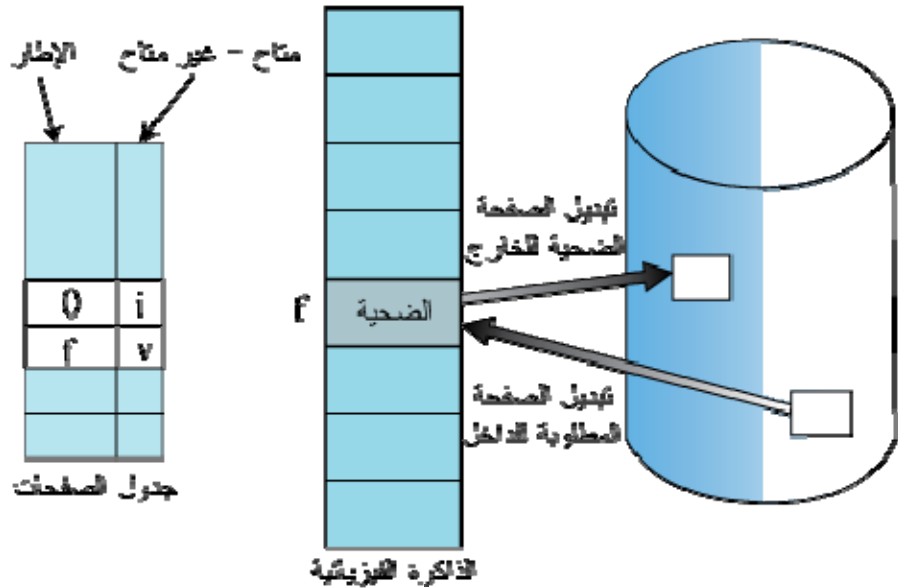 متاح - غير متاح
الإطار
0 i
f v
جدول الصفحات
f
الضحية
الذاكرة الفيزيائية
تبديل الصفحة
الضحية للخارج
تبديل الصفحة
المطلوبة للداخل